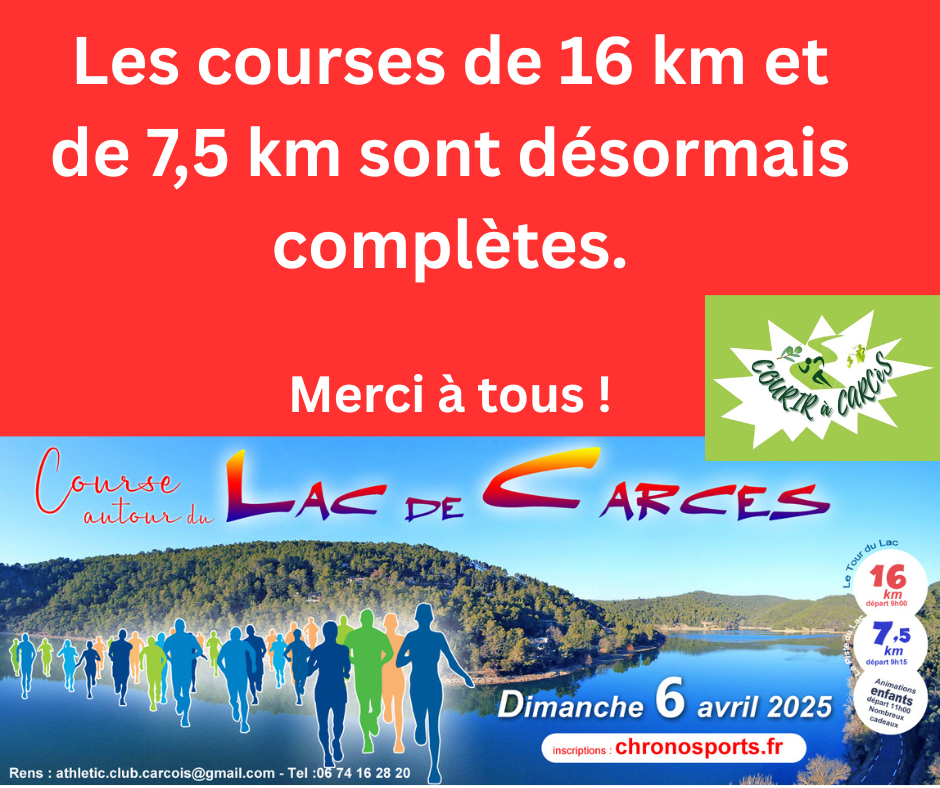 Les courses de 16 km et
de 7,5 km sont désormais
complètes.
Merci à tous !
COURIR à CARCèS
Course
autour du
LAC DE CARCES
Le Tour du Lac
16
km
départ 9h00
7,5
km
départ 9h15
Animations
enfants
départ 11h00
Nombreux
cadeaux
Dimanche 6 avril 2025
inscriptions : chronosports.fr
Rens : athletic.club.carcois@gmail.com - Tel :06 74 16 28 20